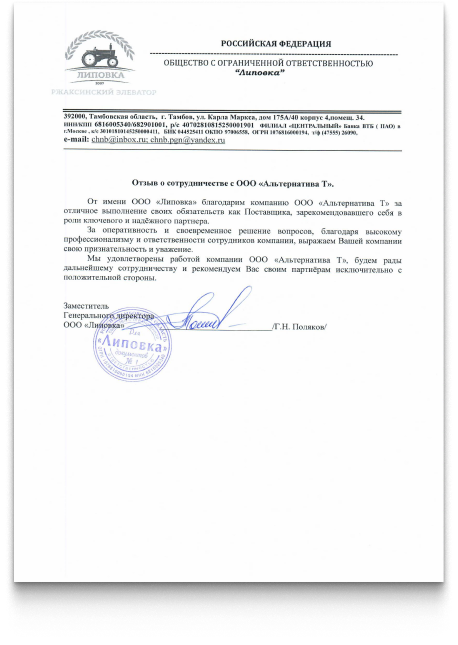 ЛИПОВКА
РЖАКСИНСКИЙ ЭЛЕВАТОР
РОССИЙСКАЯ ФЕДЕРАЦИЯ
ОБЩЕСТВО С ОГРАНИЧЕННОЙ ОТВЕТСТВЕННОСТЬЮ
"Липовка"
392000, Тамбовская область, г. Тамбов, ул. Карла Маркса, дом 175А/40 корпус 4,помещ. 34.
ИНН/КПП 6816005340/682901001, р/с 40702810815250001901 ФИЛИАЛ «ЦЕНТРАЛЬНЫЙ» Банка ВТБ ( ПАО) в
г.Москве , к/с 30101810145250000411, БИК 044525411 ОКПО 97006558, ОГРН 1076816000194, т/ф (47555) 26090.
e-mail: chnb@inbox.ru; chnb.pgn@yandex.ru
Отзыв о сотрудничестве с ООО «Альтернатива Т».
От имени ООО «Липовка» благодарим компанию ООО «Альтернатива Т» за
отличное выполнение своих обязательств как Поставщика, зарекомендовавшего себя в
роли ключевого и надёжного партнера.
За оперативность и своевременное решение вопросов, благодаря высокому
профессионализму и ответственности сотрудников компании, выражаем Вашей компании
свою признательность и уважение.
Мы удовлетворены работой компании ООО «Альтернатива Т», будем рады
дальнейшему сотрудничеству и рекомендуем Вас своим партнёрам исключительно с
положительной стороны.
Заместитель
Генерального директора
ООО «Липовка»
/Г.Н. Поляков/
«Липовка»
№ 1